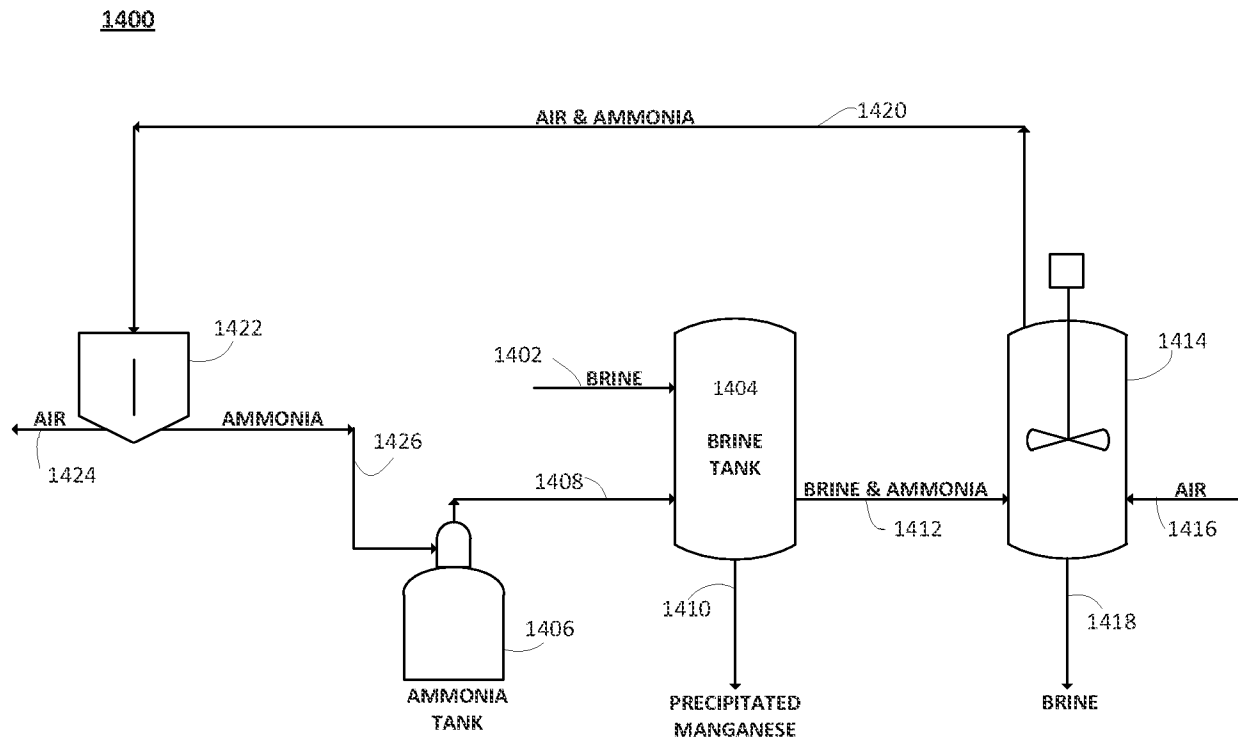 1400
AIR & AMMONIA
1420
1422
1402
BRINE
1404
BRINE
TANK
1414
AIR
1424
AMMONIA
1426
1408
BRINE & AMMONIA
1412
AIR
1416
1406
AMMONIA
TANK
1410
PRECIPITATED
MANGANESE
1418
BRINE